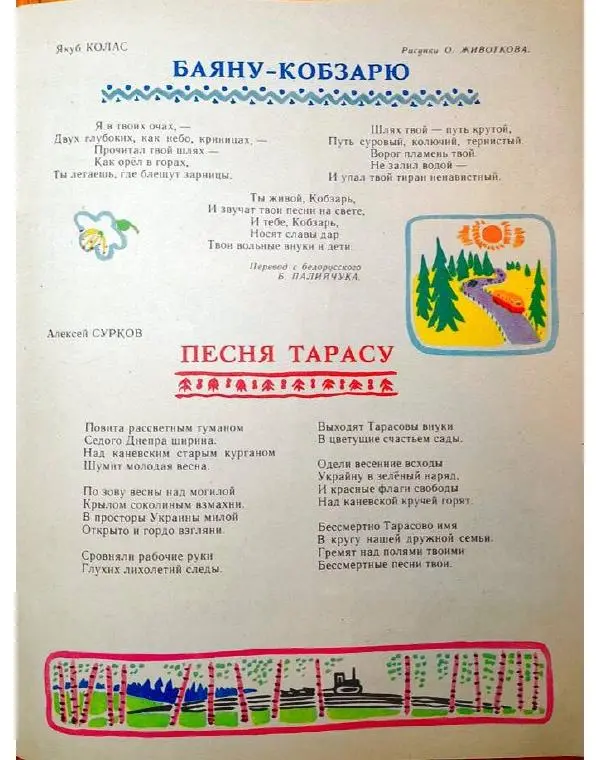 Якуб КОЛАС
Рисунки О. ЖИВОТКОВА.
БАЯНУ-КОБЗАРЮ
Я в твоих очах,—
Двух глубоких, как небо, криницах,—
Прочитал твой шлях.—
Как орёл в горах,
Ты летаешь, где блещут зарницы.
Шлях твой — путь крутой,
Путь суровый, колючий, тернистый.
Ворог пламень твой
Не залил водой —
И упал твой тиран ненавистный.
Ты живой, Кобзарь,
И звучат твои песни на свете,
И тебе, Кобзарь,
Носят славы дар
Твои вольные внуки и дети.
Перевод с белорусского
Б. ПАЛИЙЧУКА.
Алексей СУРКОВ
ПЕСНЯ ТАРАСУ
Повита рассветным туманом
Седого Днепра ширина.
Над каневским старым курганом
Шумит молодая весна.
По зову весны над могилой
Крылом соколиным взмахни.
В просторы Украины милой
Открыто и гордо взгляни.
Сровняли рабочие руки
Глухих лихолетий следы.
Выходят Тарасовы внуки
В цветущие счастьем сады.
Одели весенние всходы
Украйну в зелёный наряд,
И красные флаги свободы
Над каневской кручей горят.
Бессмертно Тарасово имя
В кругу нашей дружной семьи.
Гремят над полями твоими
Бессмертные песни твои.